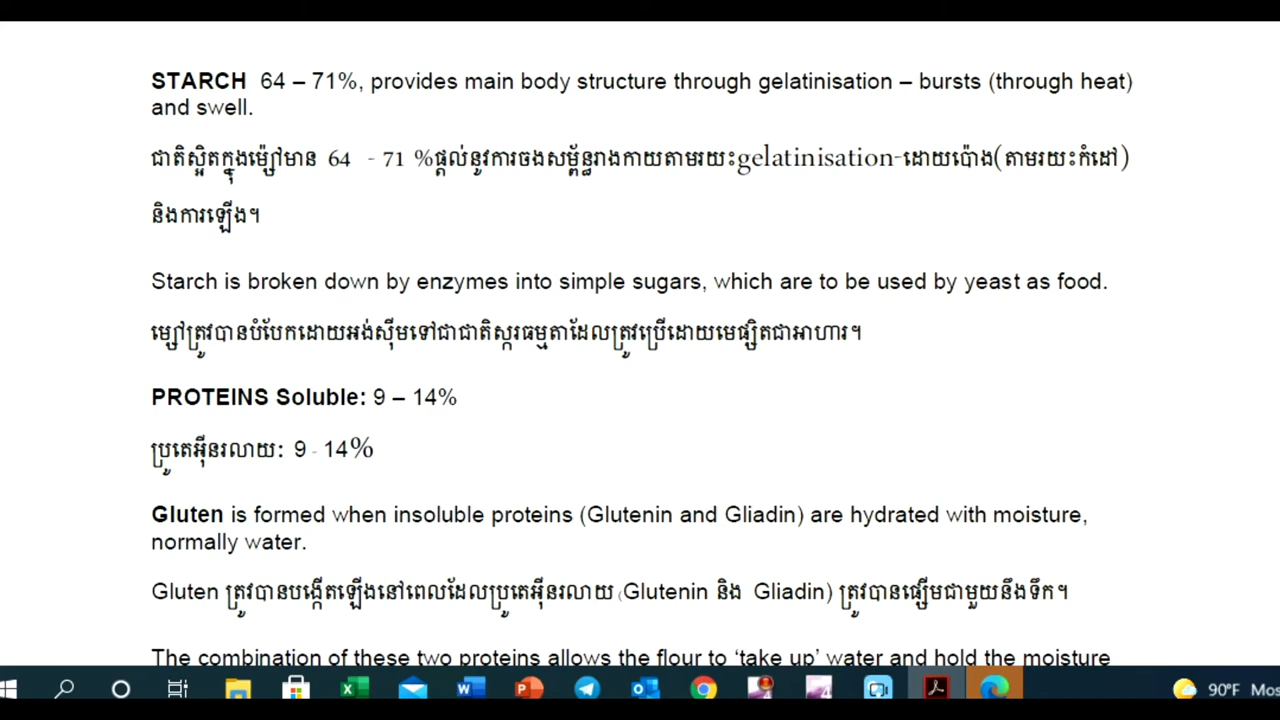 STARCH 64 – 71%, provides main body structure through gelatinisation – bursts (through heat)
and swell.
ជាតិស្អិតក្នុងម៉្សៅមាន 64 - 71 %ផ្តល់នូវការចងសម្ព័ន្ធរាងកាយតាមរយះgelatinisation-ដោយប៉ោង(តាមរយះកំដៅ)
និងការឡើង។
Starch is broken down by enzymes into simple sugars, which are to be used by yeast as food.
ម្សៅត្រូវបានបំបែកដោយអង់ស៊ីមទៅជាជាតិស្ករធម្មតាដែលត្រូវប្រើដោយមេផ្សិតជាអាហារ។
PROTEINS Soluble: 9 – 14%
ប្រូតេអ៊ីនរលាយ: 9 - 14%
Gluten is formed when insoluble proteins (Glutenin and Gliadin) are hydrated with moisture,
normally water.
Gluten ត្រូវបានបង្កើតឡើងនៅពេលដែលប្រូតេអ៊ីនរលាយ (Glutenin និង Gliadin) ត្រូវបានផ្សើមជាមួយនឹងទឹក។
The combination of these two proteins allows the flour to ‘take up’ water and hold the moisture
90°F Mos